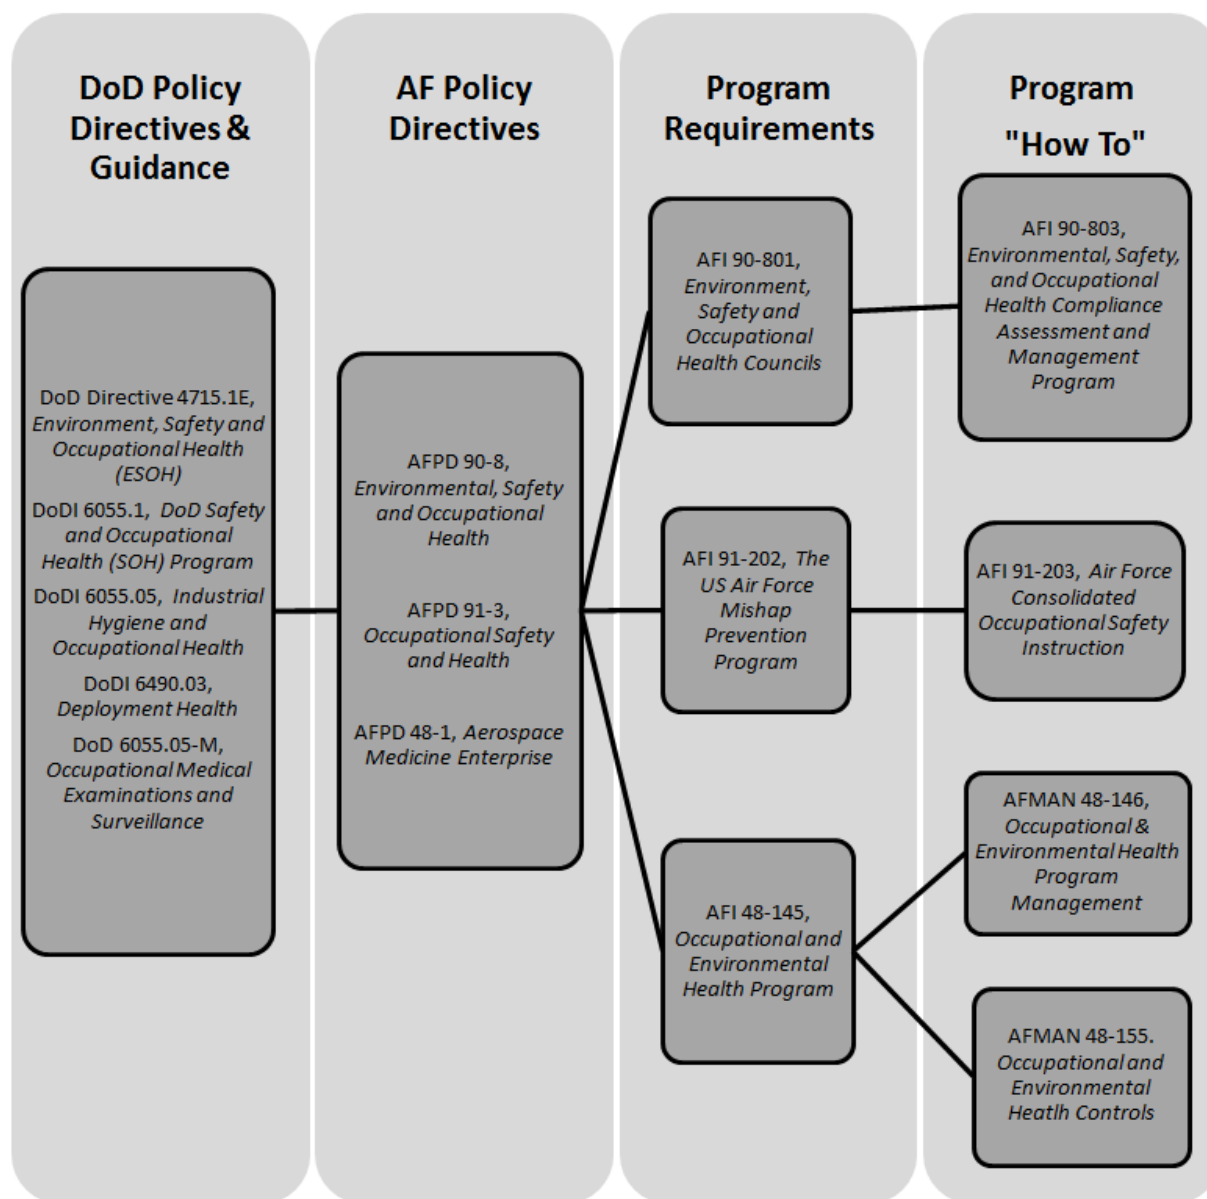 DoD Policy
Directives &
Guidance
DoD Directive 4715.1E,
Environment, Safety and
Occupational Health
(ESOH)
DoDI 6055.1, DoD Safety
and Occupational
Health (SOH) Program
DoDI 6055.05, Industrial
Hygiene and
Occupational Health
DoDI 6490.03,
Deployment Health
DoD 6055.05-M,
Occupational Medical
Examinations and
Surveillance
AF Policy
Directives
AFPD 90-8,
Environmental, Safety
and Occupational
Health
AFPD 91-3,
Occupational Safety
and Health
AFPD 48-1, Aerospace
Medicine Enterprise
Program
Requirements
AFI 90-801,
Environment,
Safety and
Occupational
Health Councils
AFI 91-202, The
US Air Force
Mishap
Prevention
Program
AFI 48-145,
Occupational and
Environmental
Health Program
Program
"How To"
AFI 90-803,
Environmental, Safety,
and Occupational
Health Compliance
Assessment and
Management
Program
AFI 91-203, Air Force
Consolidated
Occupational Safety
Instruction
AFMAN 48-146,
Occupational &
Environmental Health
Program
Management
AFMAN 48-155.
Occupational and
Environmental
Heatlh Controls